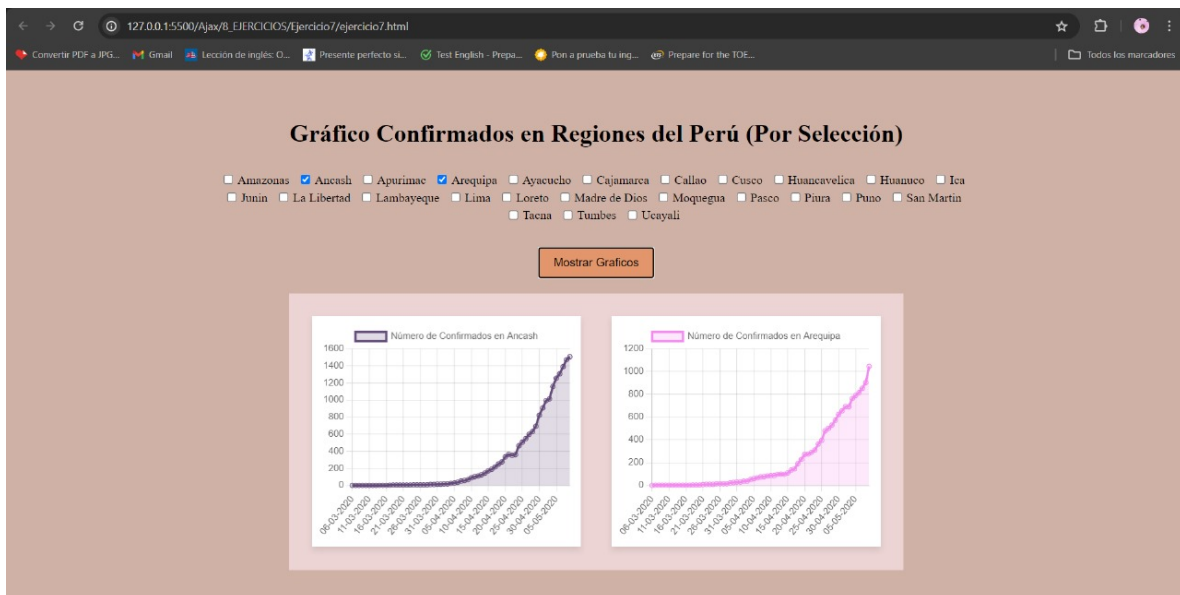 127.0.0.1:5500/Ajax/8_EJERCICIOS/Ejercicio7/ejercicio7.html
Convertir PDF a JPG... Gmail Lección de inglés: O... Presente perfecto si... Test English - Prepa... Pon a prueba tu ing... Prepare for the TOE... Todos los marcadores
Gráfico Confirmados en Regiones del Perú (Por Selección)
Amazonas Ancash Apurimac Arequipa Ayacucho Cajamarca Callao Cusco Huancavelica Huanuco Ica
Junin La Libertad Lambayeque Lima Loreto Madre de Dios Moquegua Pasco Piura Puno San Martin
Tacna Tumbes Ucayali
Mostrar Graficos
Número de Confirmados en Ancash
1600
1400
1200
1000
800
600
400
200
0
06-03-2020 11-03-2020 16-03-2020 21-03-2020 26-03-2020 31-03-2020 05-04-2020 10-04-2020 15-04-2020 20-04-2020 25-04-2020 30-04-2020 05-05-2020
Número de Confirmados en Arequipa
1200
1000
800
600
400
200
0
06-03-2020 11-03-2020 16-03-2020 21-03-2020 26-03-2020 31-03-2020 05-04-2020 10-04-2020 15-04-2020 20-04-2020 25-04-2020 30-04-2020 05-05-2020